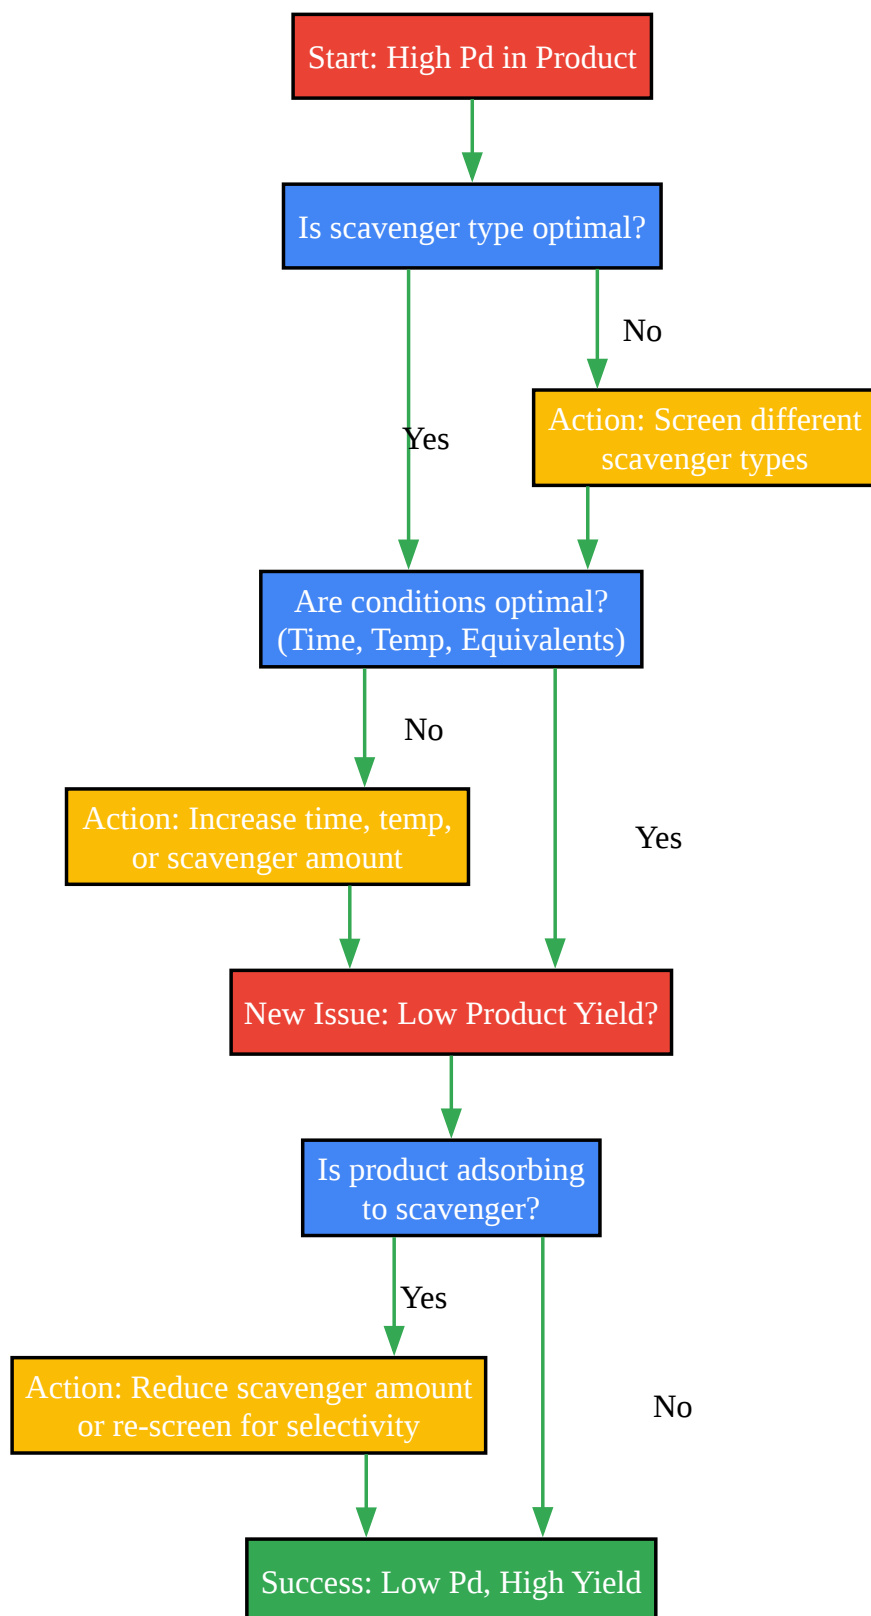 Start: High Pd in Product
Is scavenger type optimal?
No
Action: Screen different
scavenger types
Yes
Are conditions optimal?
(Time, Temp, Equivalents)
No
Action: Increase time, temp,
or scavenger amount
Yes
New Issue: Low Product Yield?
Is product adsorbing
to scavenger?
Yes
Action: Reduce scavenger amount
or re-screen for selectivity
No
Success: Low Pd, High Yield